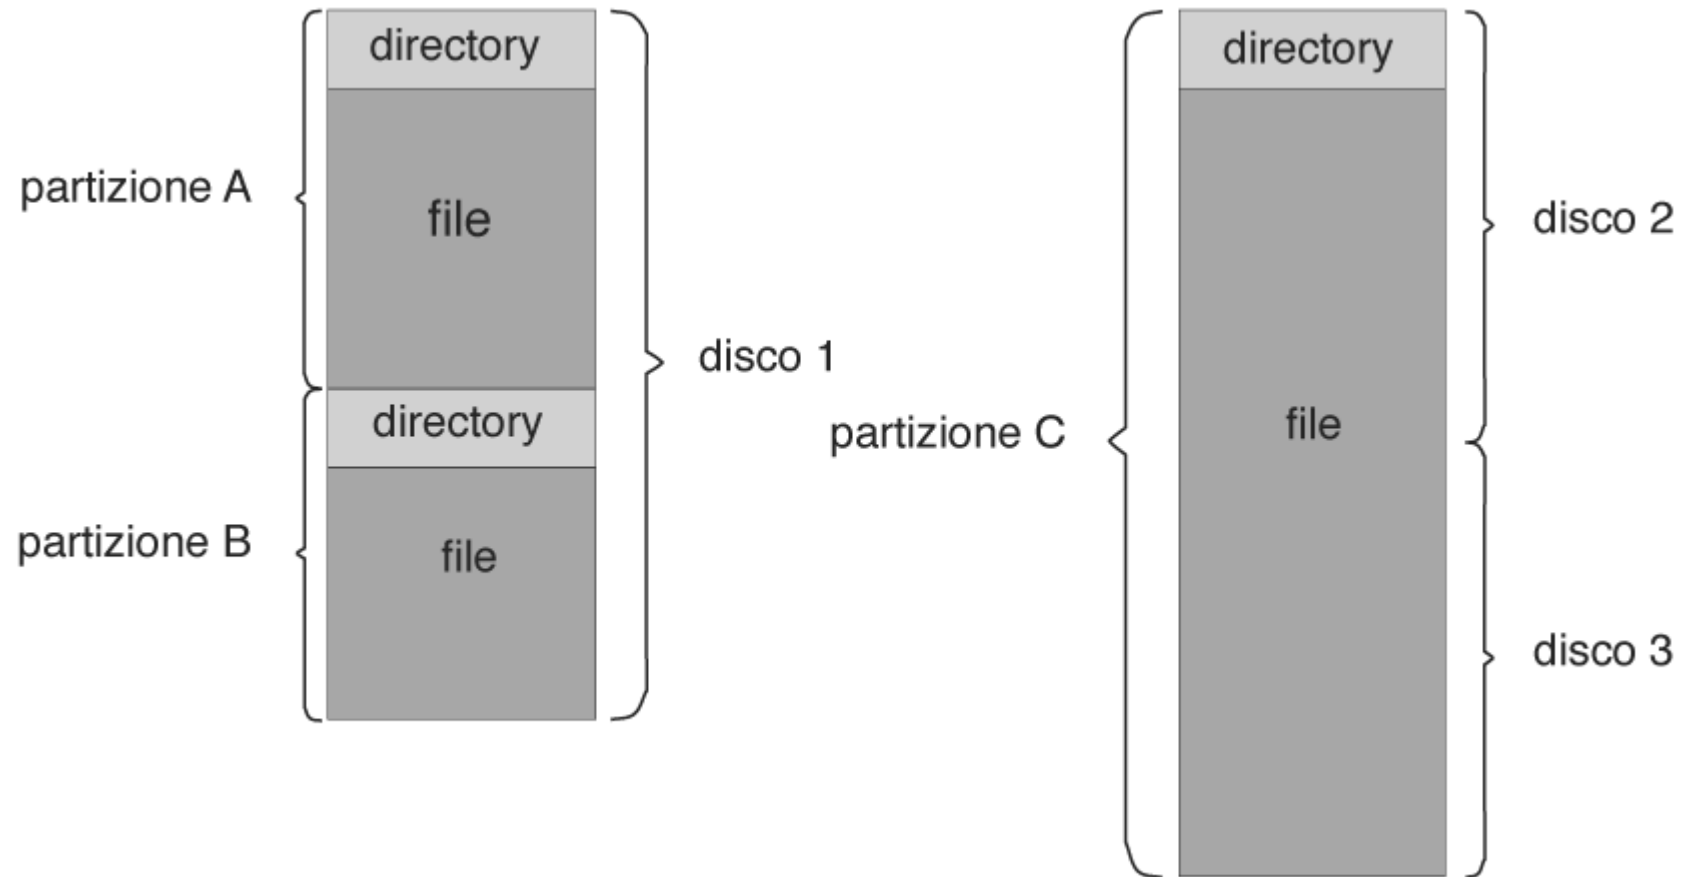 directory
partizione A
file
disco 1
directory
partizione B
file
directory
disco 2
partizione C
file
disco 3